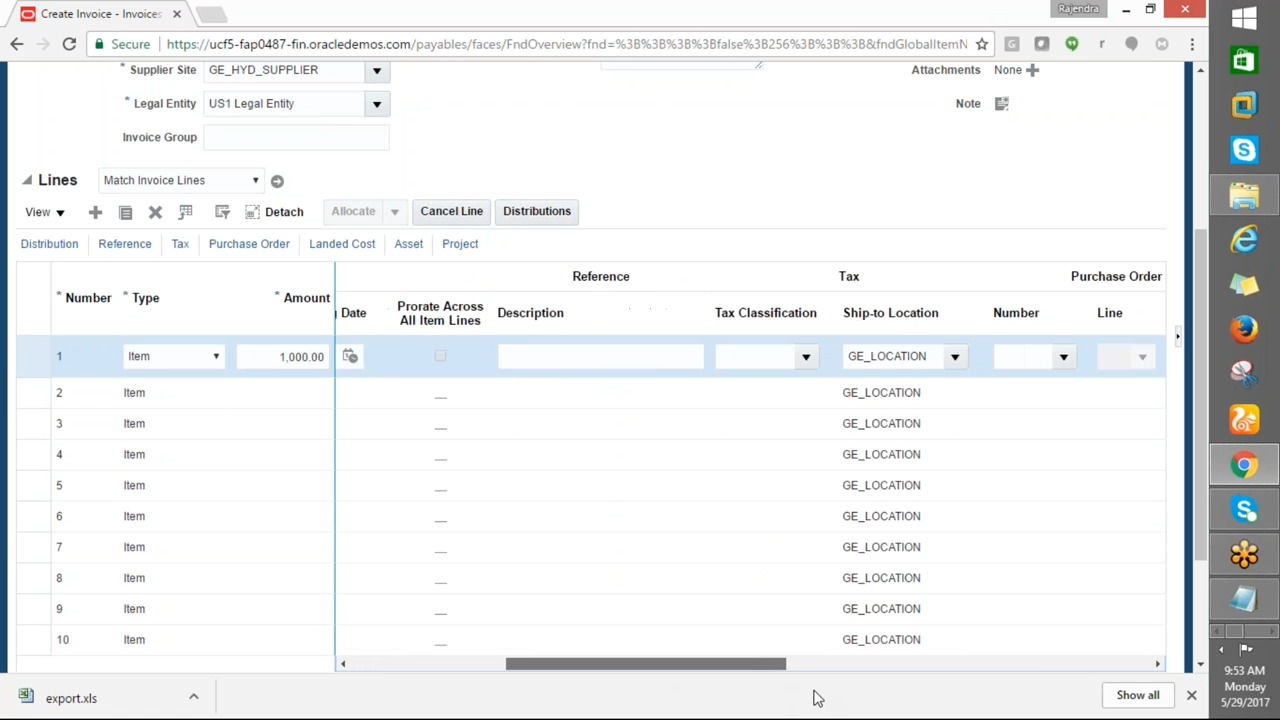 Create Invoice - Invoices
Rajendra
Secure https://ucf5-fap0487-fin.oracledemos.com/payables/faces/FndOverview?fnd=%3B%3B%3B%3Bfalse%3B256%3B%3B%3B&fndGlobalItemN
* Supplier Site GE_HYD_SUPPLIER
Attachments None
* Legal Entity US1 Legal Entity
Note
Invoice Group
Lines Match Invoice Lines
View Detach Allocate Cancel Line Distributions
Distribution Reference Tax Purchase Order Landed Cost Asset Project
Reference Tax Purchase Order
* Number * Type * Amount Date Prorate Across All Item Lines Description Tax Classification Ship-to Location Number Line
1 Item 1,000.00 GE_LOCATION
2 Item GE_LOCATION
3 Item GE_LOCATION
4 Item GE_LOCATION
5 Item GE_LOCATION
6 Item GE_LOCATION
7 Item GE_LOCATION
8 Item GE_LOCATION
9 Item GE_LOCATION
10 Item GE_LOCATION
export.xls
Show all
9:53 AM
Monday
5/29/2017